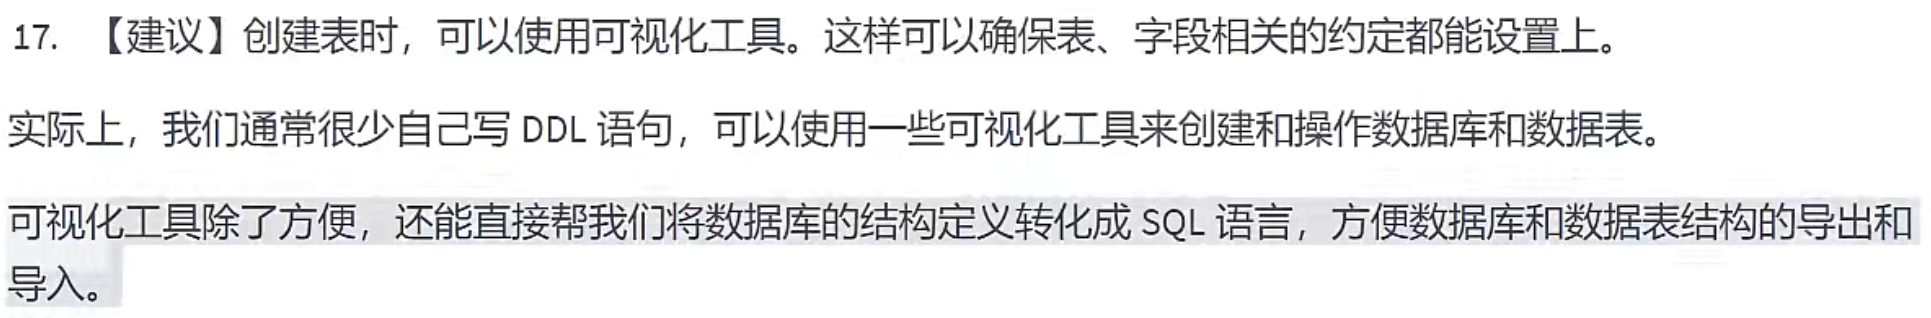 17. 【建议】创建表时，可以使用可视化工具。这样可以确保表、字段相关的约定都能设置上。
实际上，我们通常很少自己写 DDL 语句，可以使用一些可视化工具来创建和操作数据库和数据表。
可视化工具除了方便，还能直接帮我们将数据库的结构定义转化成 SQL 语言，方便数据库和数据表结构的导出和
导入。